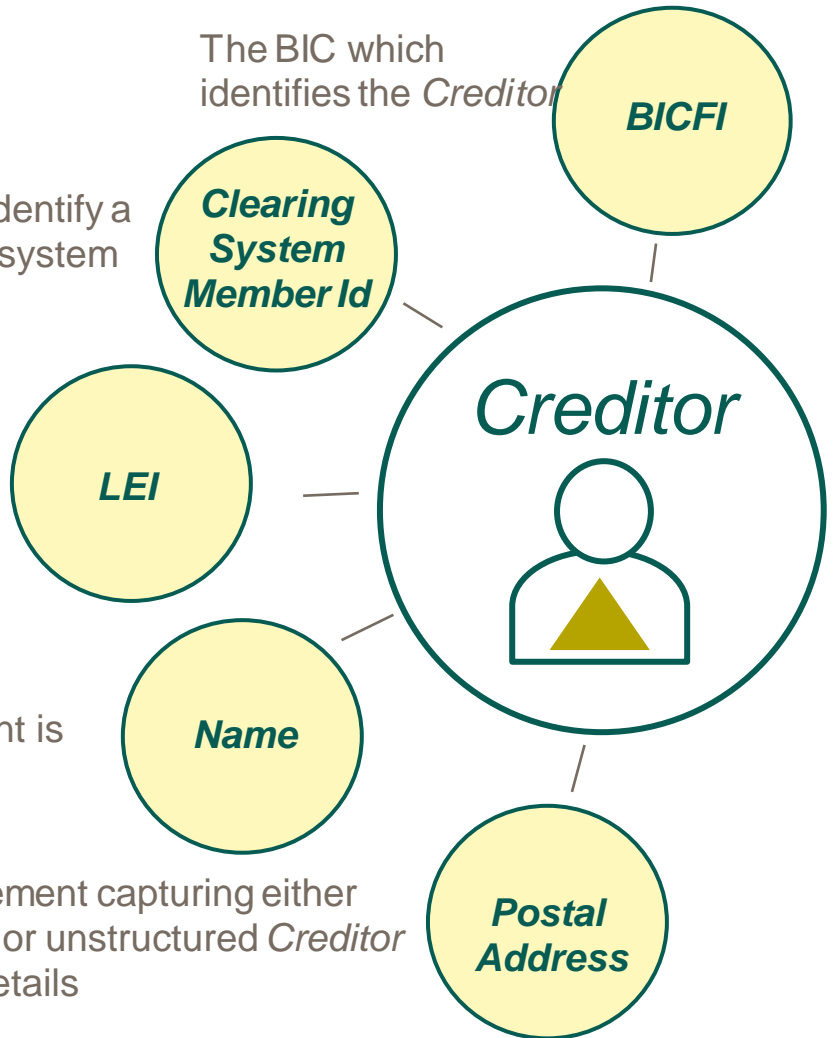 The BIC which
identifies the Creditor
BICFI
Clearing
System
Member Id
dentify a
system
Creditor
LEI
Name
nt is
ement capturing either
or unstructured Creditor
etails
Postal
Address